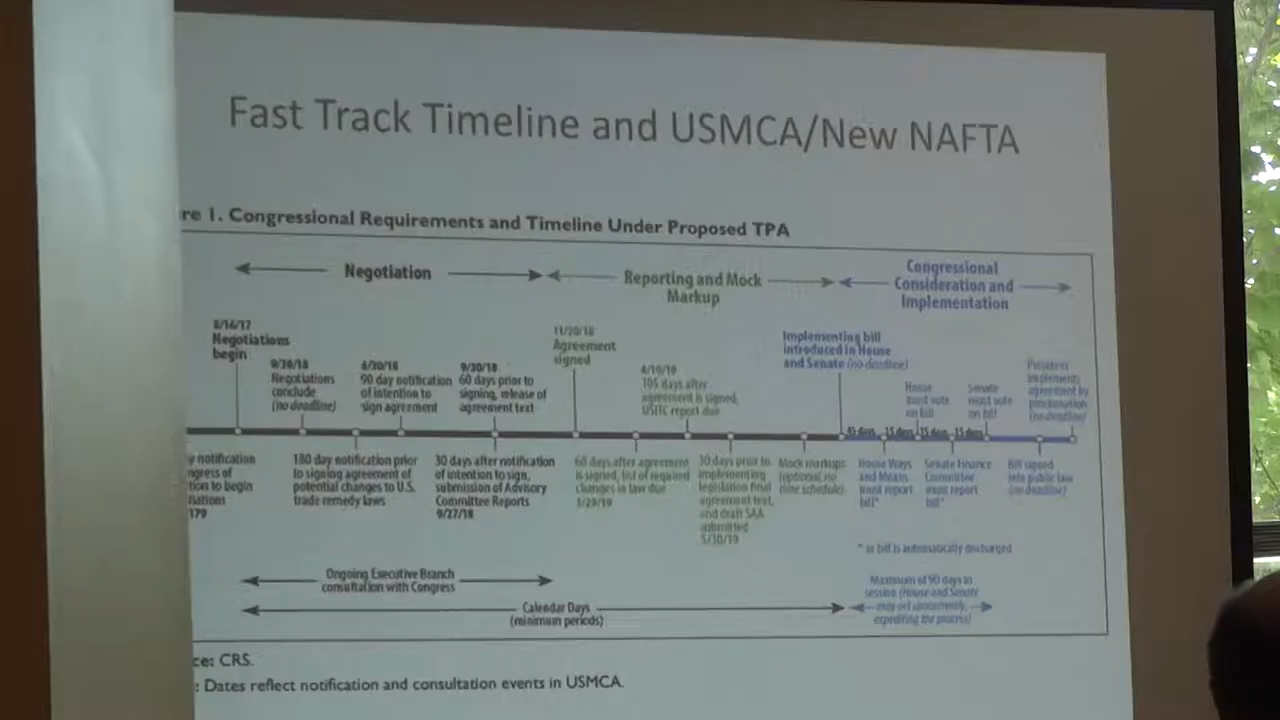 Fast Track Timeline and USMCA/New NAFTA
re 1. Congressional Requirements and Timeline Under Proposed TPA
Negotiation
Reporting and Mock
Markup
Congressional
Consideration and
Implementation
8/16/17
Negotiations
begin
9/30/18
Negotiations
conclude
(no deadline)
8/30/18
90 day notification
of intention to
sign agreement
9/30/18
60 days prior to
signing, release of
agreement text
11/30/18
Agreement
signed
4/19/19
105 days after
agreement is signed,
USITC report due
Implementing bill
introduced in House
and Senate (no deadline)
House
must vote
on bill
Senate
must vote
on bill
President
implements
agreement by
proclamation
(no deadline)
45 days
15 days
15 days
15 days
y notification
ngress of
tion to begin
tiations
179
180 day notification prior
to signing agreement of
potential changes to U.S.
trade remedy laws
30 days after notification
of intention to sign,
submission of Advisory
Committee Reports
9/27/18
60 days after agreement
is signed, list of required
changes in law due
1/29/19
30 days prior to
implementing
legislation final
agreement text,
and draft SAA
submitted
5/30/19
Mock markups
(optional, no
time schedule)
House Ways
and Means
must report
bill*
Senate Finance
Committee
must report
bill*
Bill signed
into public law
(no deadline)
* or bill is automatically discharged
Ongoing Executive Branch
consultation with Congress
Calendar Days
(minimum periods)
Maximum of 90 days in
session (House and Senate
may act concurrently,
expediting the process)
ce: CRS.
: Dates reflect notification and consultation events in USMCA.